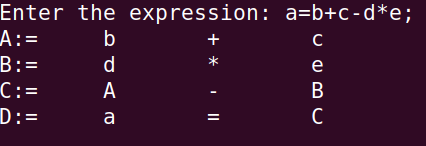 Enter the expression: a=b+c-d*e;
A:= b + c
B:= d * e
C:= A - B
D:= a = C